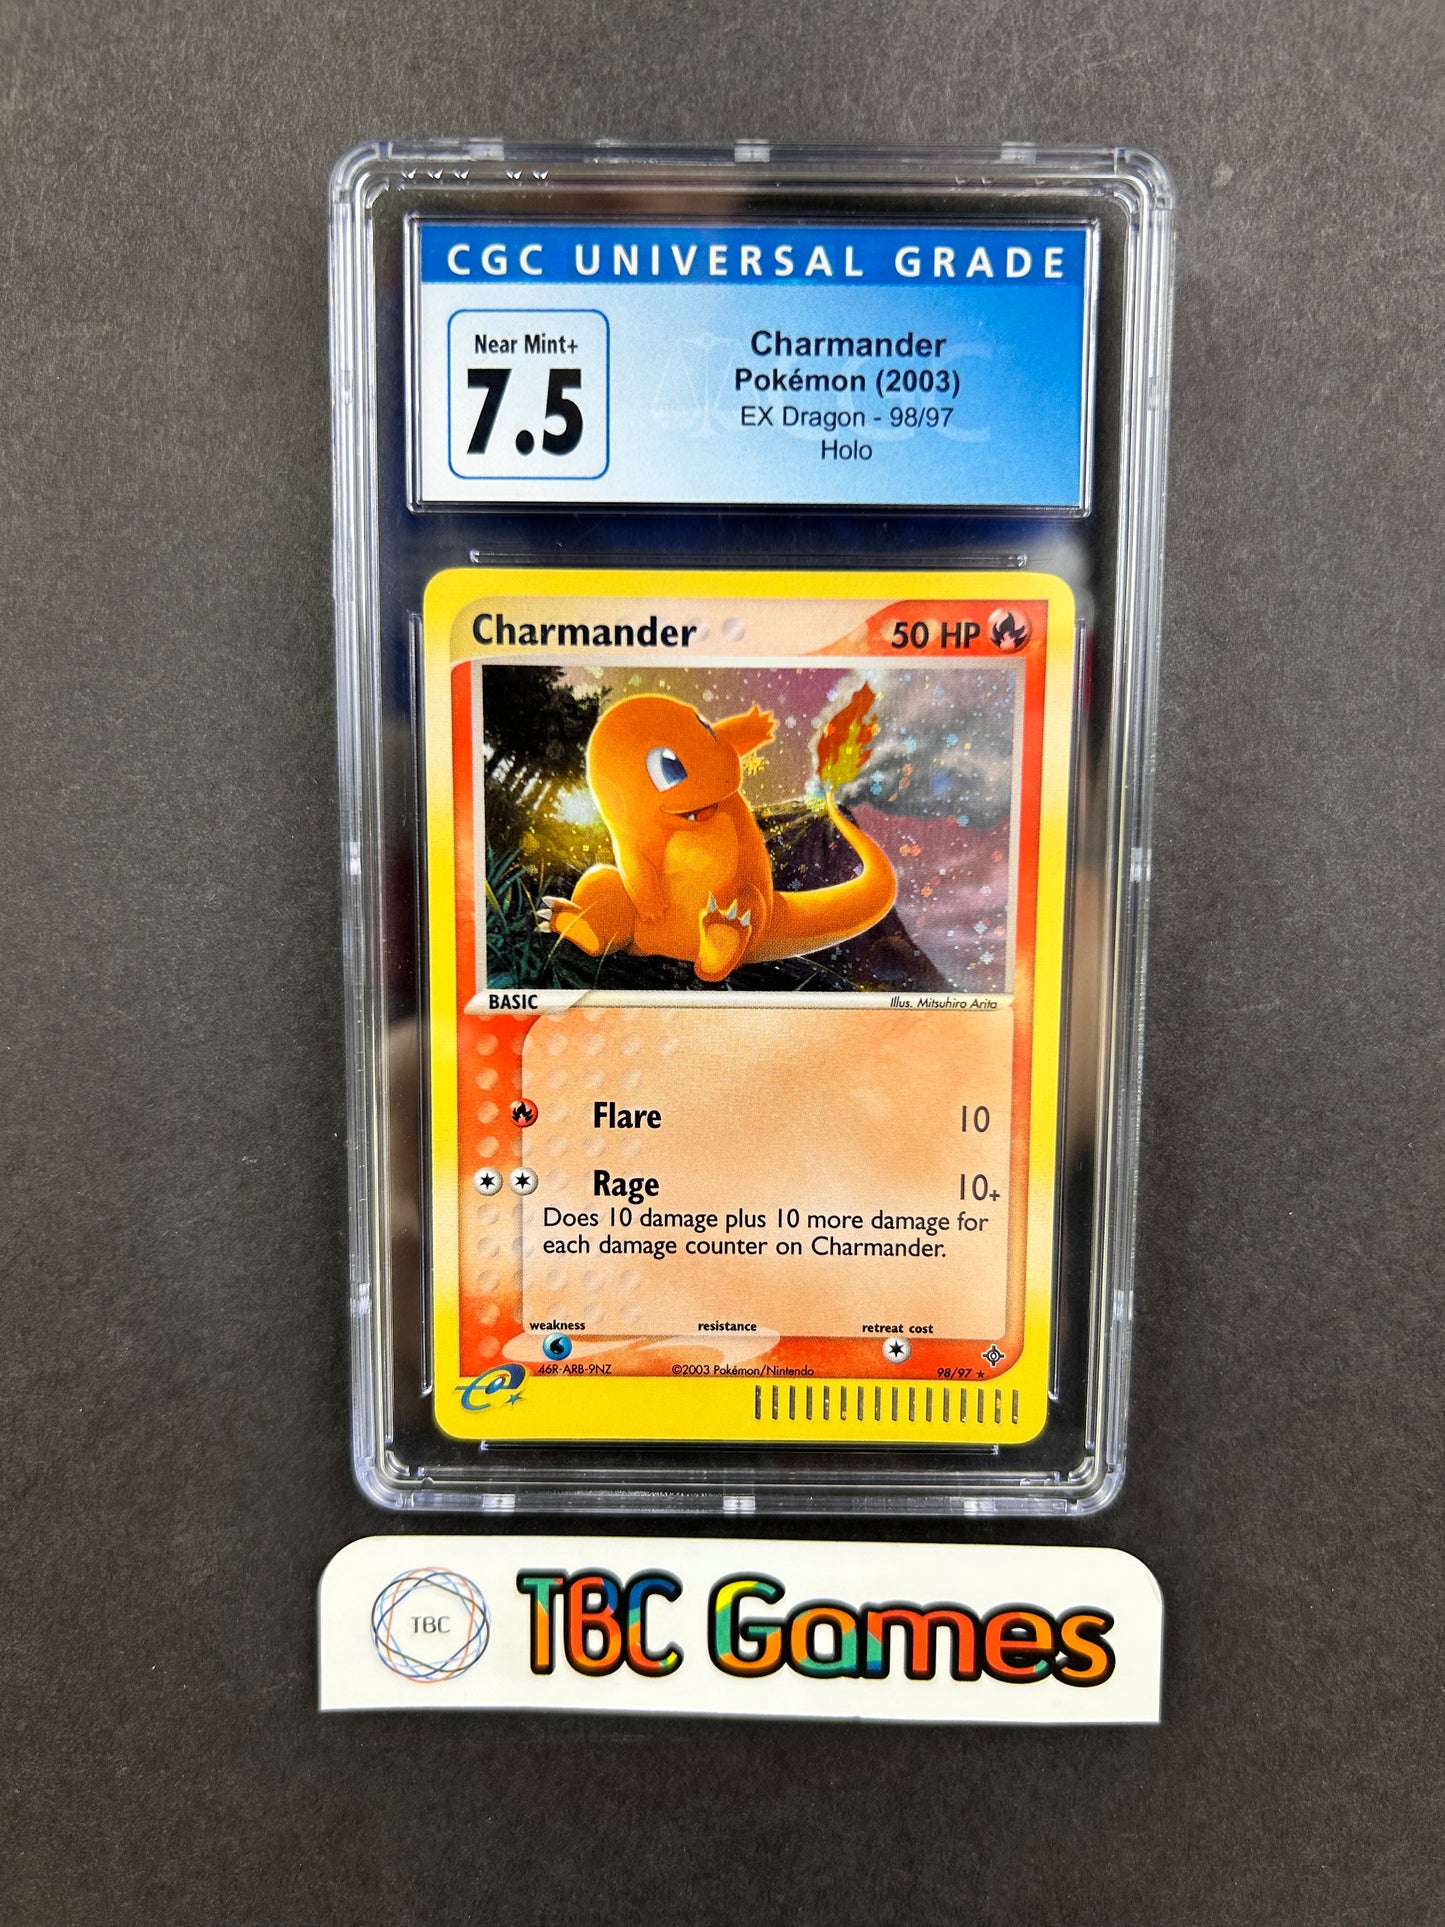 CGC UNIVERSAL GRADE
Near Mint+
7.5
Charmander
Pokémon (2003)
EX Dragon - 98/97
Holo
Charmander
50 HP
BASIC
Illus. Mitsuhiro Arita
Flare 10
Rage 10+
Does 10 damage plus 10 more damage for
each damage counter on Charmander.
weakness resistance retreat cost
46R-ARB-9NZ ©2003 Pokémon/Nintendo 98/97 ★
e
TBC
TBC Games